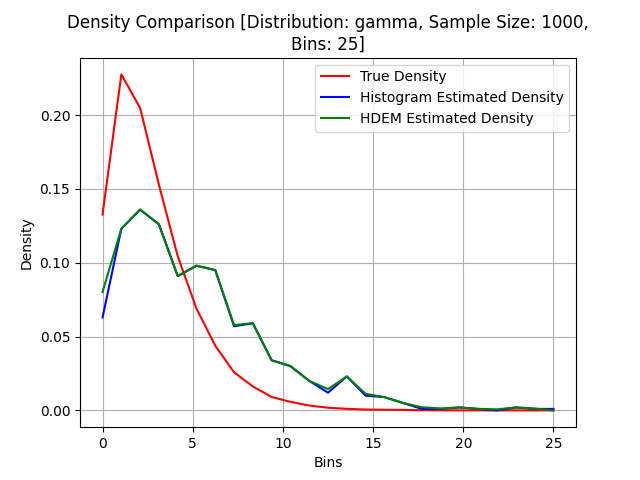 Density Comparison [Distribution: gamma, Sample Size: 1000,
Bins: 25]
True Density
Histogram Estimated Density
HDEM Estimated Density
Density
0.20
0.15
0.10
0.05
0.00
0
5
10
15
20
25
Bins